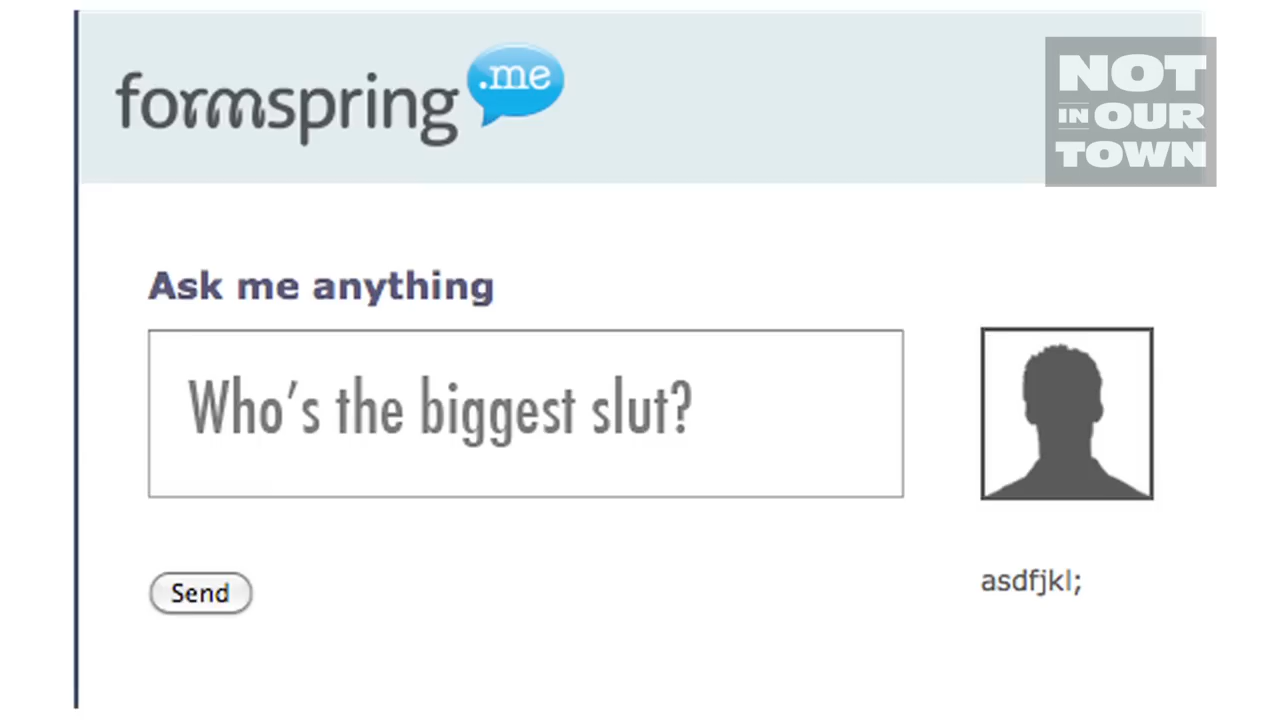 formspring.me
NOT
IN OUR
TOWN
Ask me anything
Who's the biggest slut?
Send
asdfjkl;